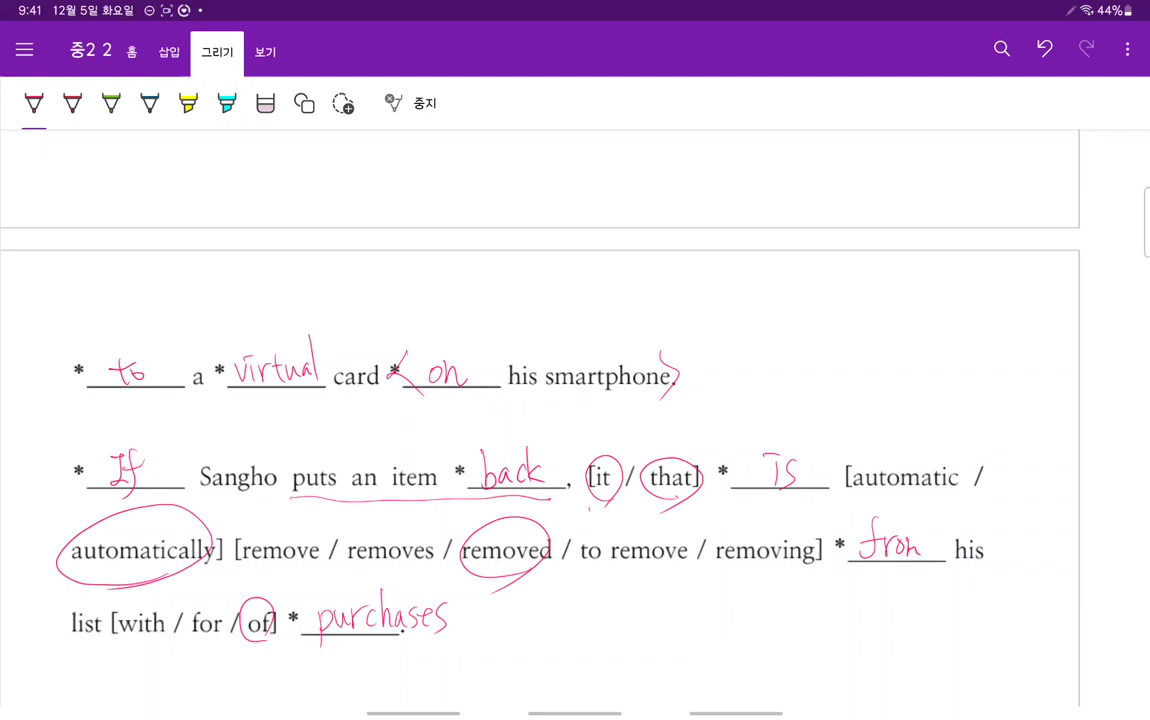 9:41 12월 5일 화요일 44%
중2 2 홈 삽입 그리기 보기
중지
*to a *virtual card *<on his smartphone.>
*If Sangho puts an item *back, [it / that] *is [automatic /
automatically] [remove / removes / removed / to remove / removing] *fron his
list [with / for / of] *purchases.